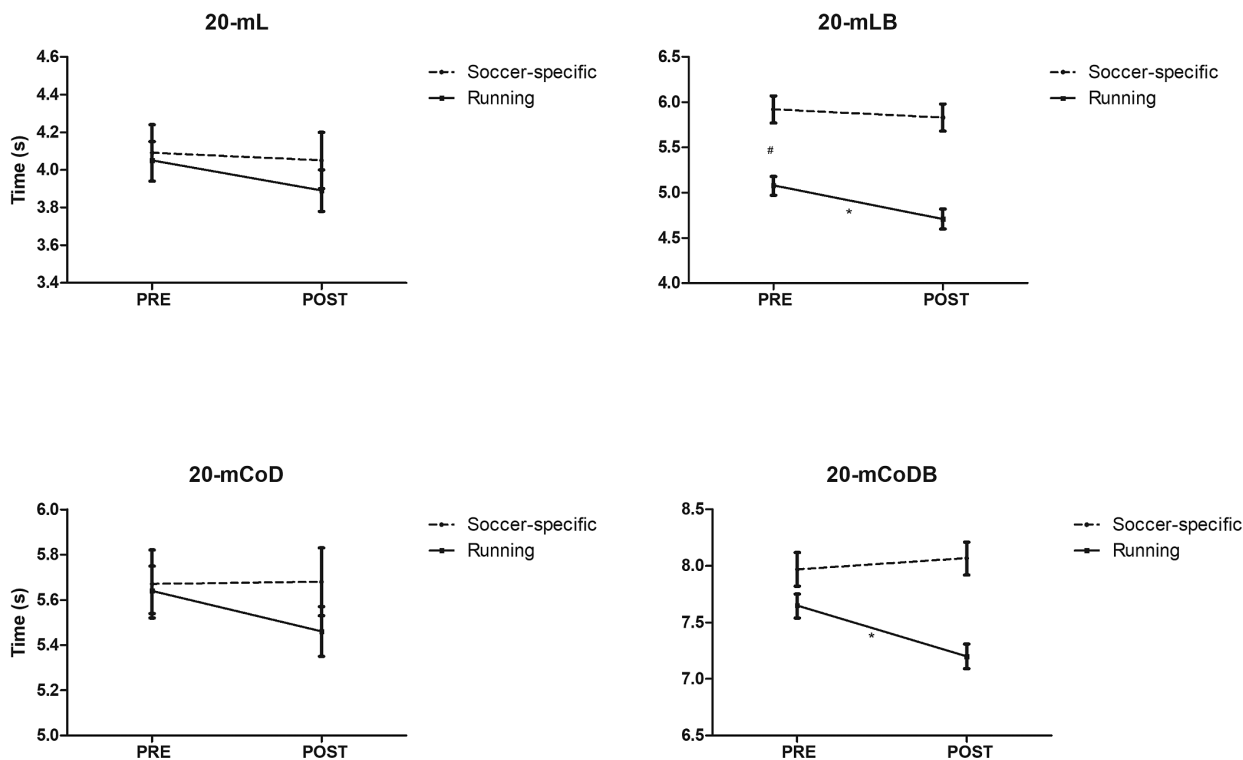 20-mL
Time (s)
4.6
4.4
4.2
4.0
3.8
3.6
3.4
PRE POST
Soccer-specific
Running
20-mLB
6.5
6.0
5.5
5.0
4.5
4.0
#
*
PRE POST
Soccer-specific
Running
20-mCoD
Time (s)
6.0
5.8
5.6
5.4
5.2
5.0
PRE POST
Soccer-specific
Running
20-mCoDB
8.5
8.0
7.5
7.0
6.5
*
PRE POST
Soccer-specific
Running